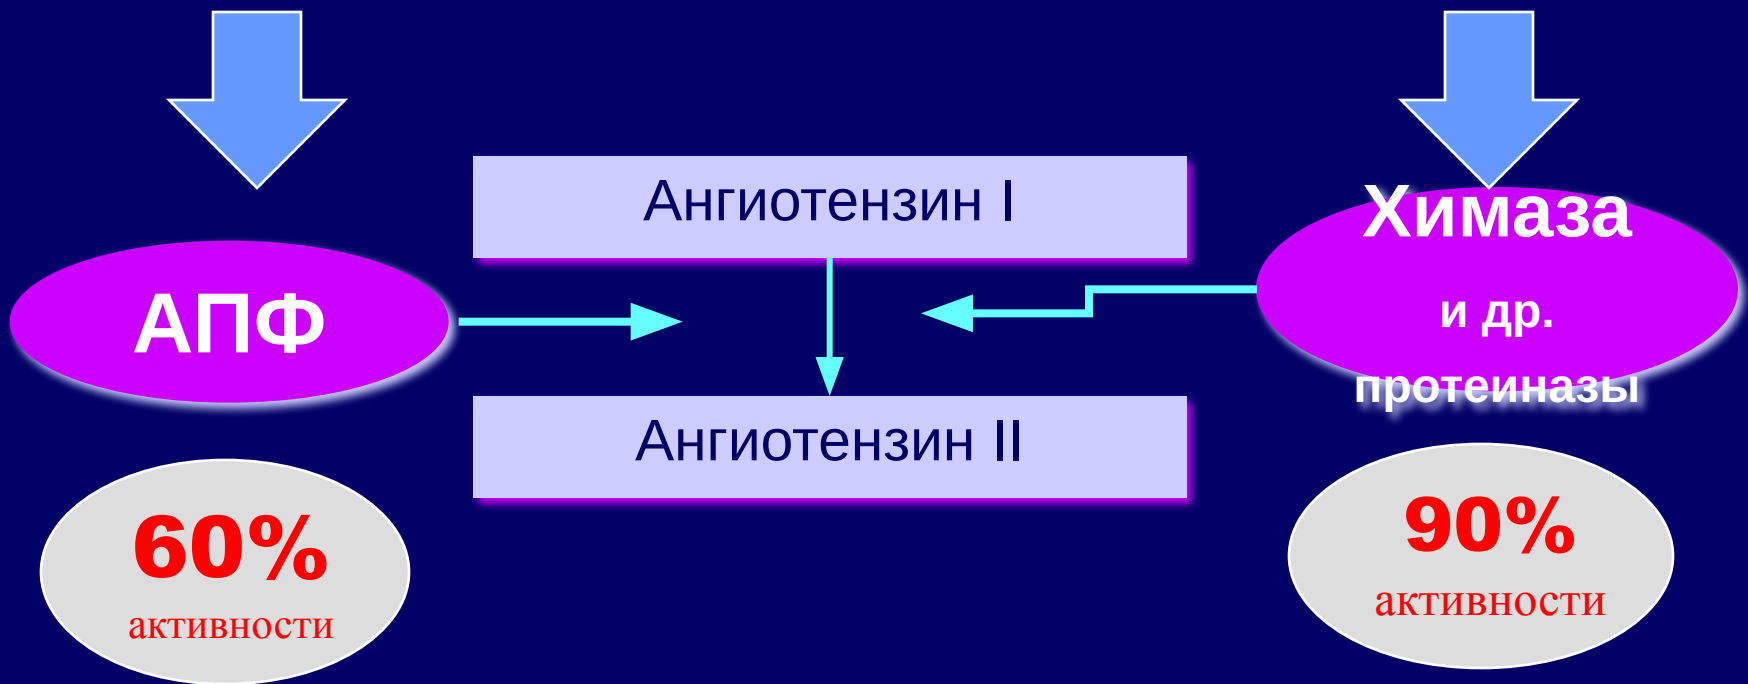 Ангиотензин I
АПФ
Химаза
и др.
протеиназы
Ангиотензин II
60%
активности
90%
активности